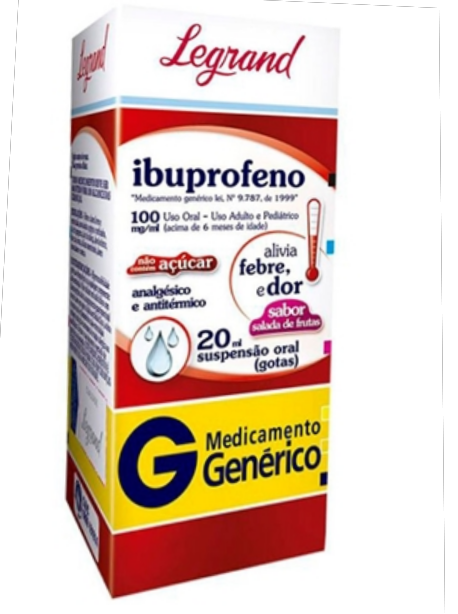 Legrand
Legrand
ibuprofeno
"Medicamento genérico lei, Nº 9.787, de 1999"
100 mg/ml Uso Oral - Uso Adulto e Pediátrico
(acima de 6 meses de idade)
não contém açúcar
alivia
febre,
e dor
analgésico
e antitérmico
sabor
salada de frutas
20 ml
suspensão oral
(gotas)
G Medicamento
Genérico
Legrand